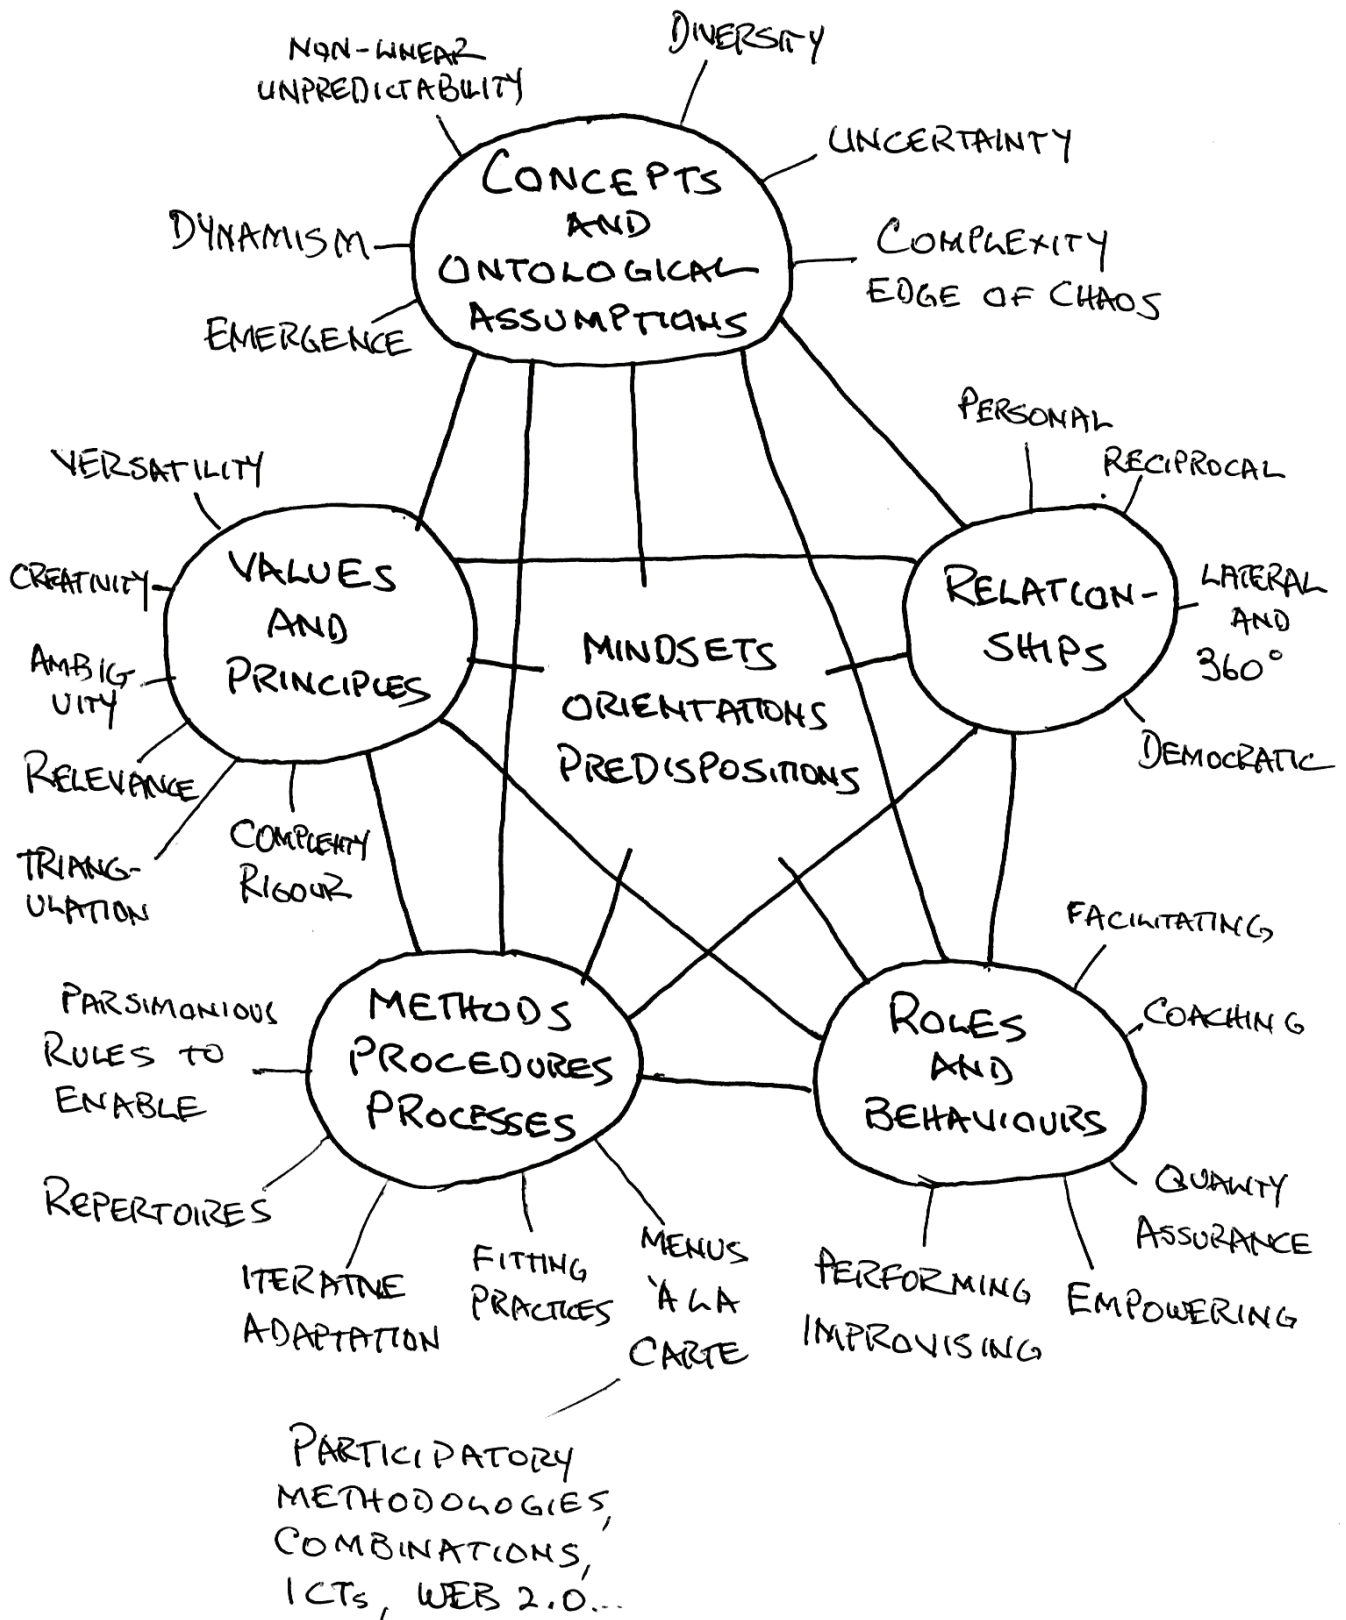 NON-LINEAR
UNPREDICTABILITY
DIVERSITY
UNCERTAINTY
COMPLEXITY
EDGE OF CHAOS
DYNAMISM
EMERGENCE
CONCEPTS
AND
ONTOLOGICAL
ASSUMPTIONS
PERSONAL
RECIPROCAL
LATERAL
AND
360°
DEMOCRATIC
RELATION-
SHIPS
VERSATILITY
CREATIVITY
AMBIG
UITY
RELEVANCE
TRIANG-
ULATION
COMPLEXITY
RIGOUR
VALUES
AND
PRINCIPLES
MINDSETS
ORIENTATIONS
PREDISPOSITIONS
METHODS
PROCEDURES
PROCESSES
PARSIMONIOUS
RULES TO
ENABLE
REPERTOIRES
ITERATIVE
ADAPTATION
FITTING
PRACTICES
MENUS
À LA
CARTE
PARTICIPATORY
METHODOLOGIES,
COMBINATIONS,
ICTs, WEB 2.0...
ROLES
AND
BEHAVIOURS
FACILITATING
COACHING
QUALITY
ASSURANCE
EMPOWERING
PERFORMING
IMPROVISING